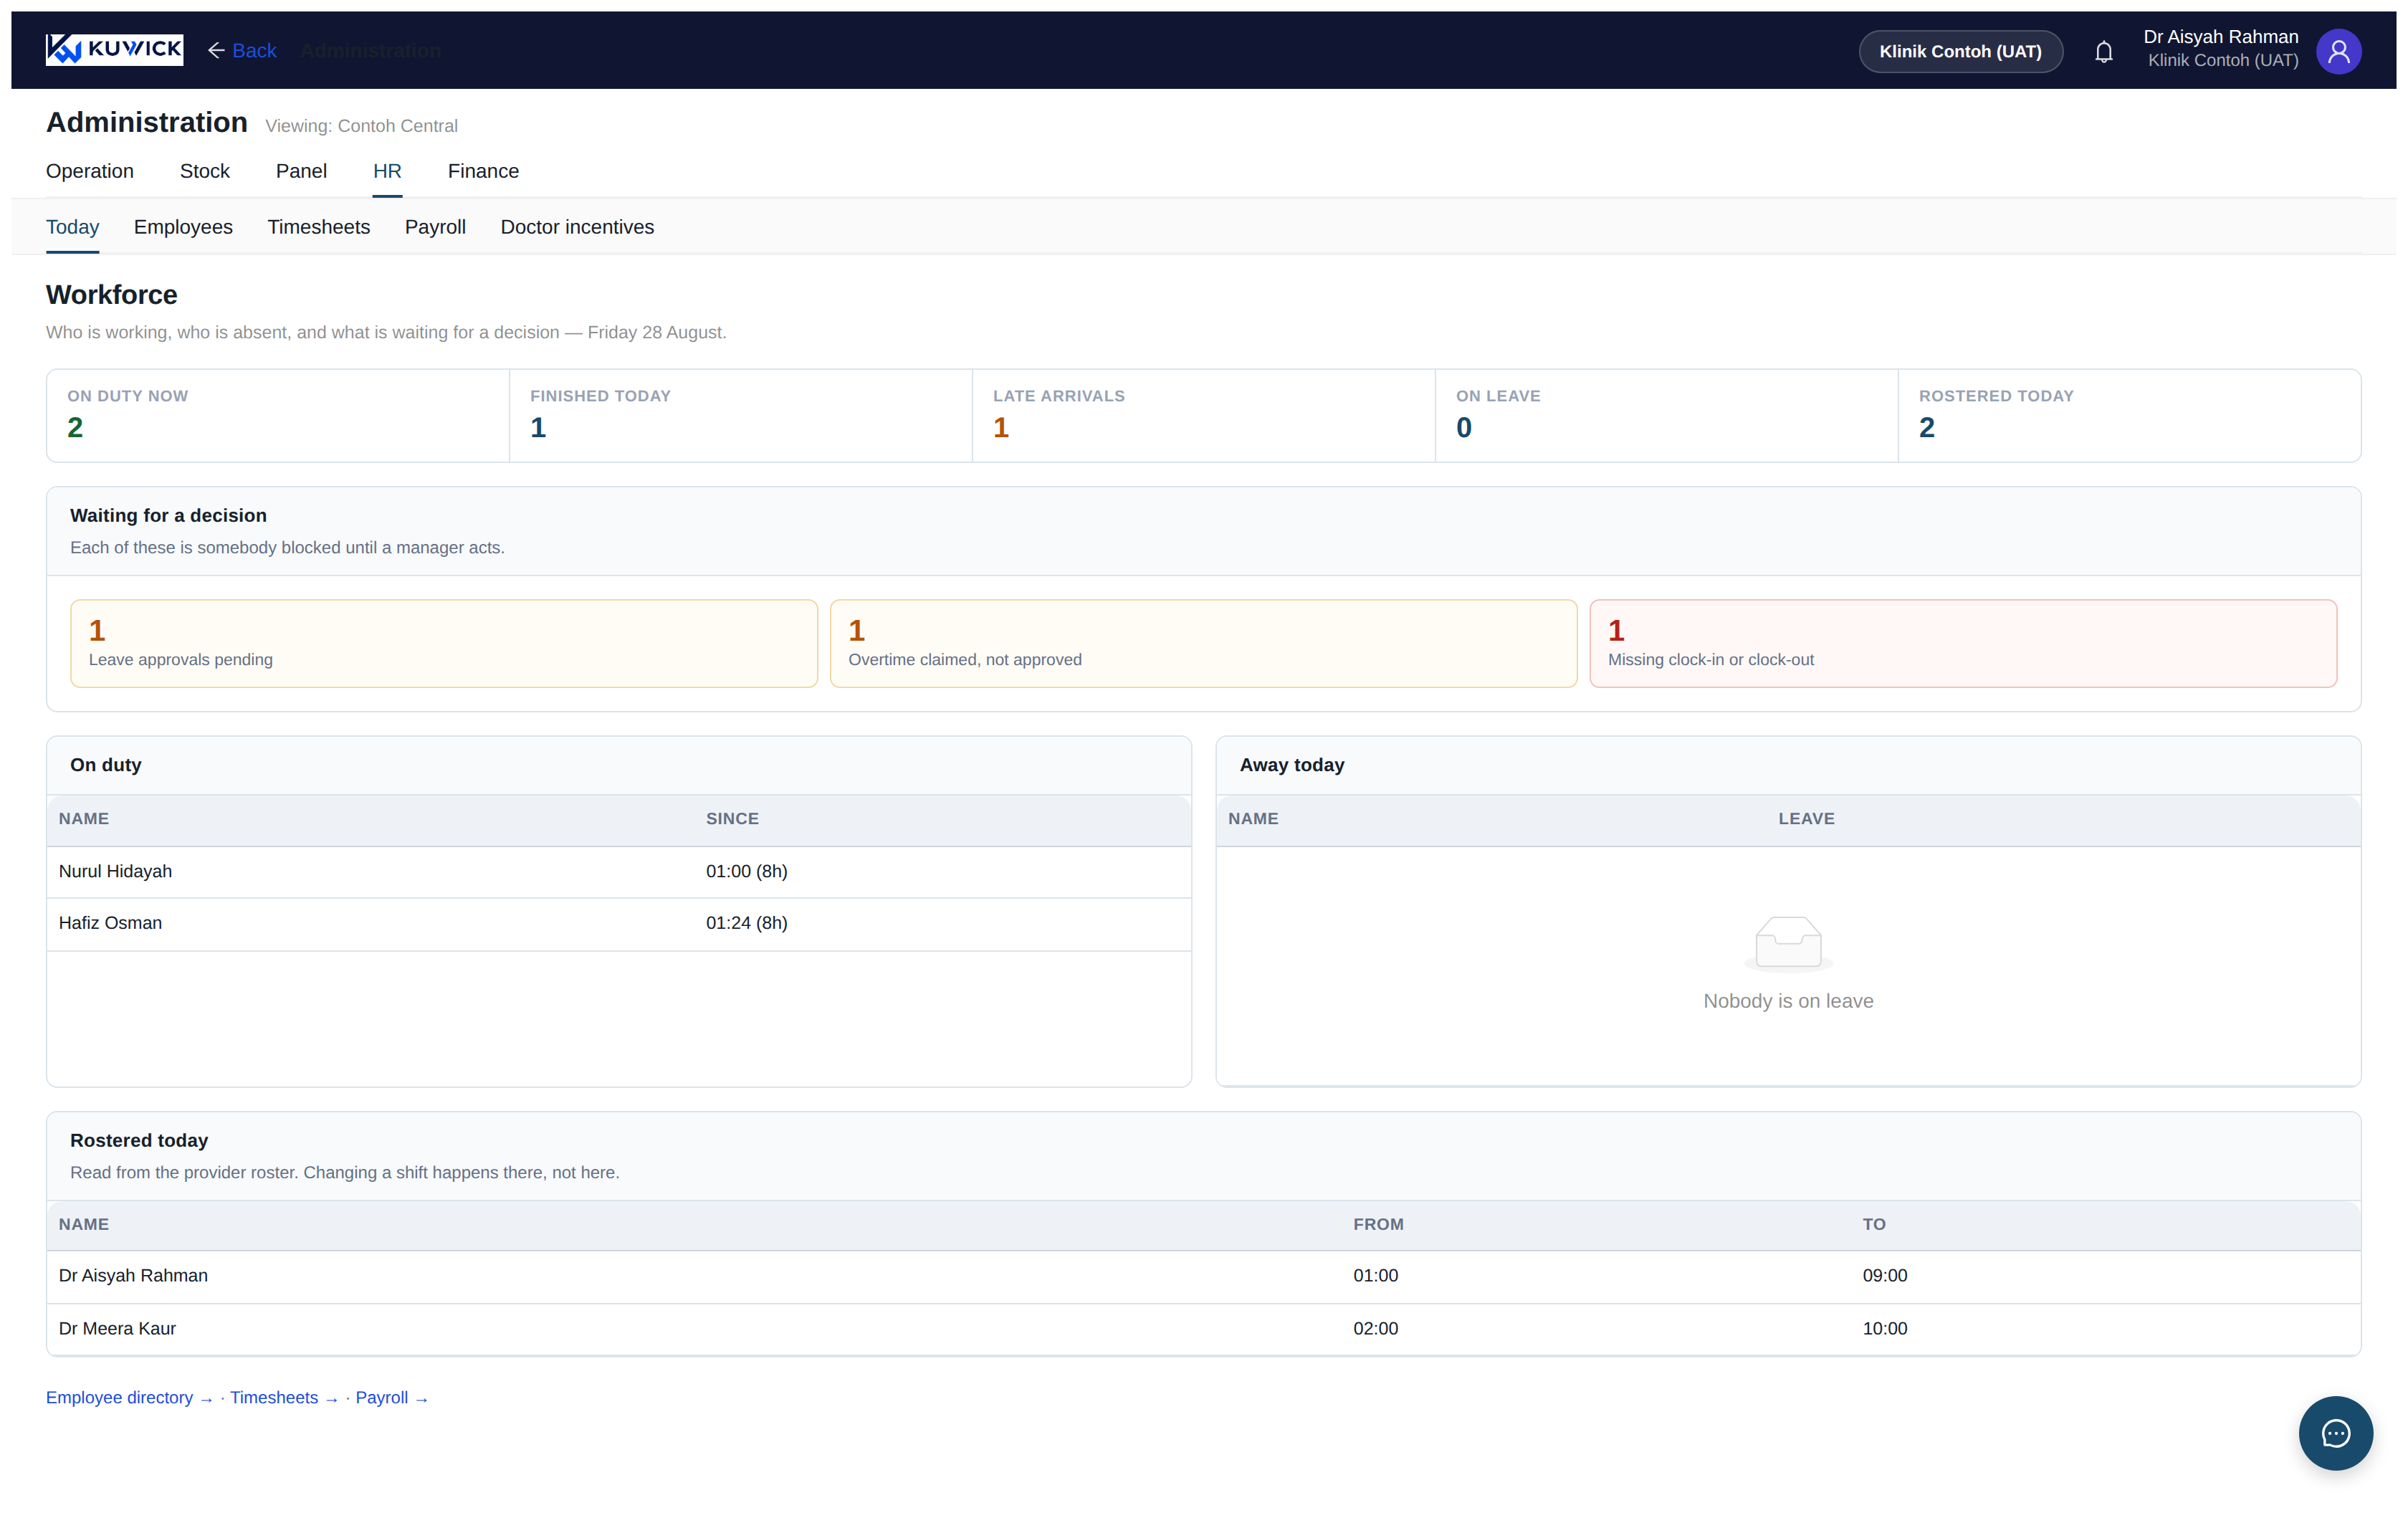 KUWICK
← Back Administration
Klinik Contoh (UAT)
Dr Aisyah Rahman
Klinik Contoh (UAT)
Administration Viewing: Contoh Central
Operation Stock Panel HR Finance
Today Employees Timesheets Payroll Doctor incentives
Workforce
Who is working, who is absent, and what is waiting for a decision — Friday 28 August.
ON DUTY NOW FINISHED TODAY LATE ARRIVALS ON LEAVE ROSTERED TODAY
2 1 1 0 2
Waiting for a decision
Each of these is somebody blocked until a manager acts.
1 1 1
Leave approvals pending Overtime claimed, not approved Missing clock-in or clock-out
On duty
NAME SINCE
Nurul Hidayah 01:00 (8h)
Hafiz Osman 01:24 (8h)
Away today
NAME LEAVE
Nobody is on leave
Rostered today
Read from the provider roster. Changing a shift happens there, not here.
NAME FROM TO
Dr Aisyah Rahman 01:00 09:00
Dr Meera Kaur 02:00 10:00
Employee directory → · Timesheets → · Payroll →